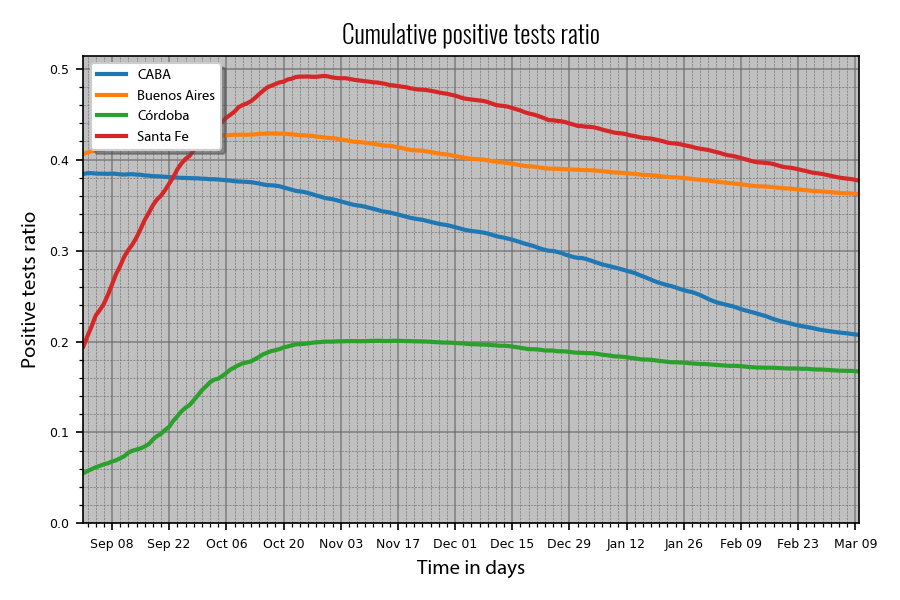 Cumulative positive tests ratio
CABA
Buenos Aires
Córdoba
Santa Fe
Positive tests ratio
0.5
0.4
0.3
0.2
0.1
0.0
Sep 08 Sep 22 Oct 06 Oct 20 Nov 03 Nov 17 Dec 01 Dec 15 Dec 29 Jan 12 Jan 26 Feb 09 Feb 23 Mar 09
Time in days